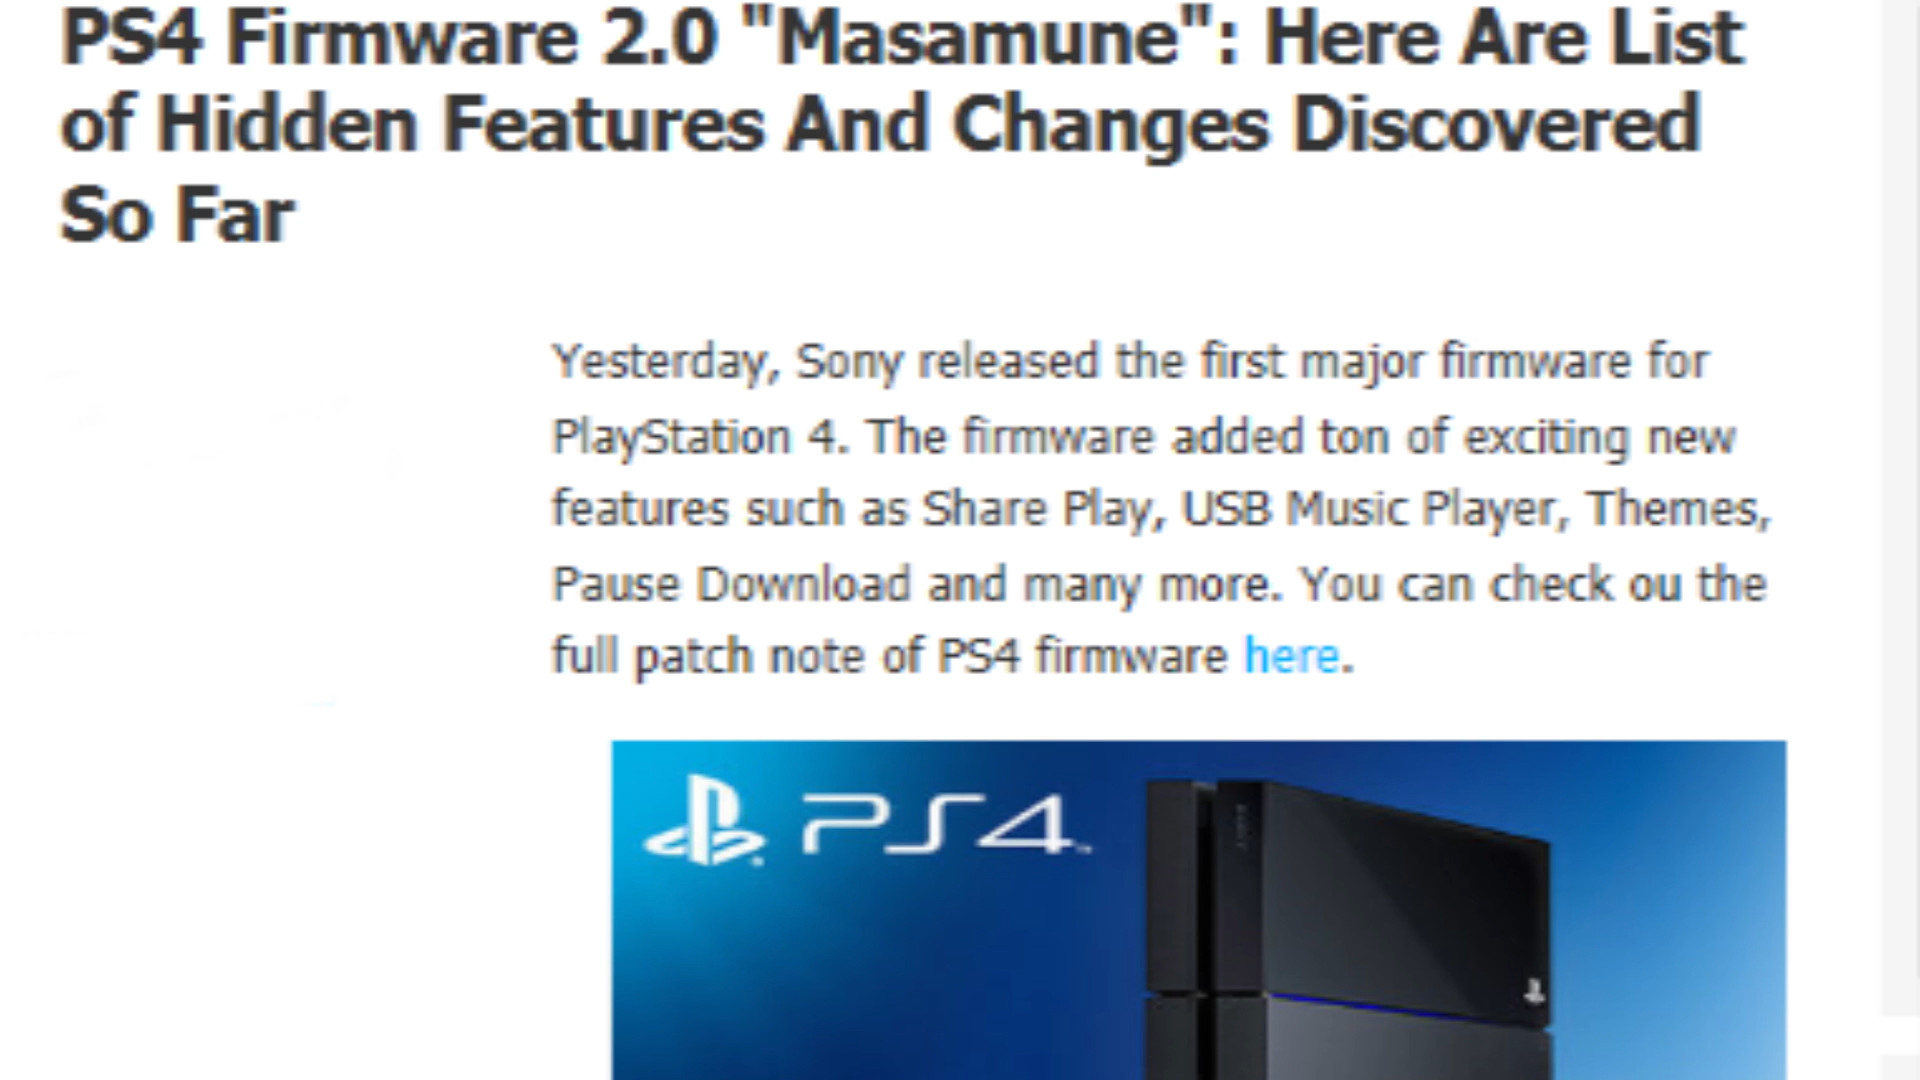 PS4 Firmware 2.0 "Masamune": Here Are List
of Hidden Features And Changes Discovered
So Far
Yesterday, Sony released the first major firmware for
PlayStation 4. The firmware added ton of exciting new
features such as Share Play, USB Music Player, Themes,
Pause Download and many more. You can check ou the
full patch note of PS4 firmware here.
PS4